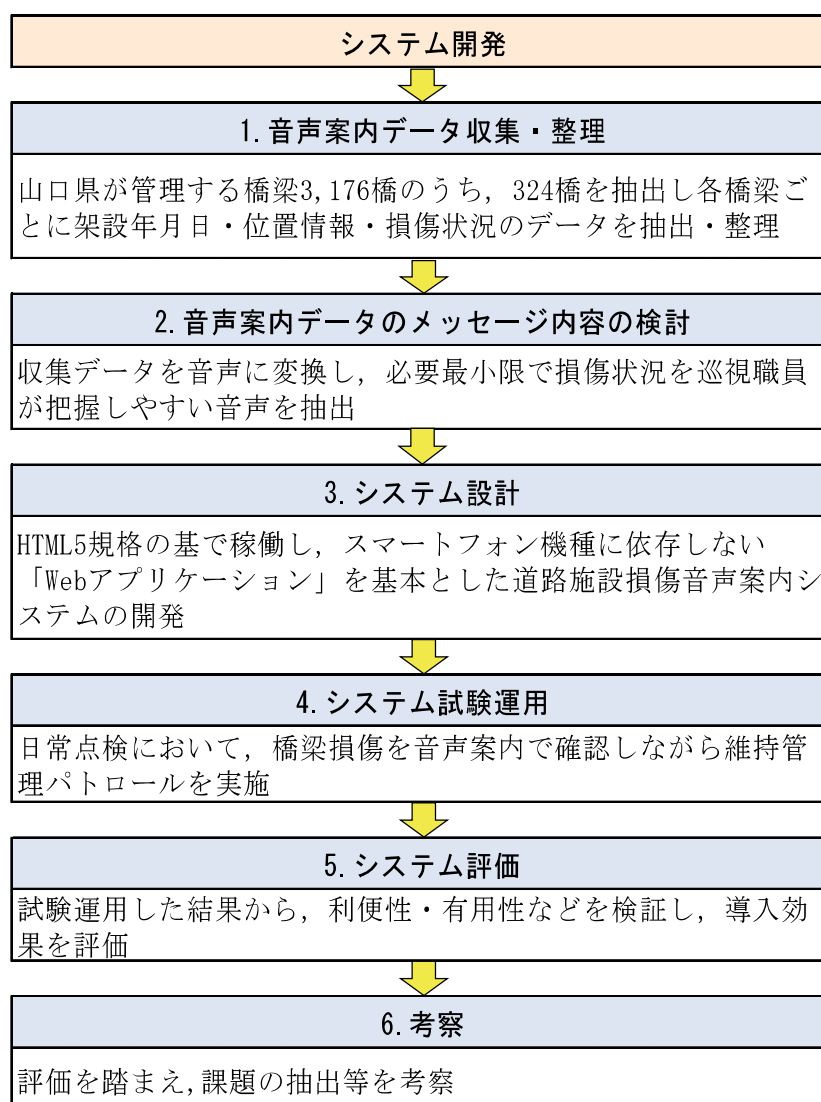 システム開発
1. 音声案内データ収集・整理
山口県が管理する橋梁3,176橋のうち，324橋を抽出し各橋梁ご
とに架設年月日・位置情報・損傷状況のデータを抽出・整理
2. 音声案内データのメッセージ内容の検討
収集データを音声に変換し，必要最小限で損傷状況を巡視職員
が把握しやすい音声を抽出
3. システム設計
HTML5規格の基で稼働し，スマートフォン機種に依存しない
「Webアプリケーション」を基本とした道路施設損傷音声案内シ
ステムの開発
4. システム試験運用
日常点検において，橋梁損傷を音声案内で確認しながら維持管
理パトロールを実施
5. システム評価
試験運用した結果から，利便性・有用性などを検証し，導入効
果を評価
6. 考察
評価を踏まえ,課題の抽出等を考察